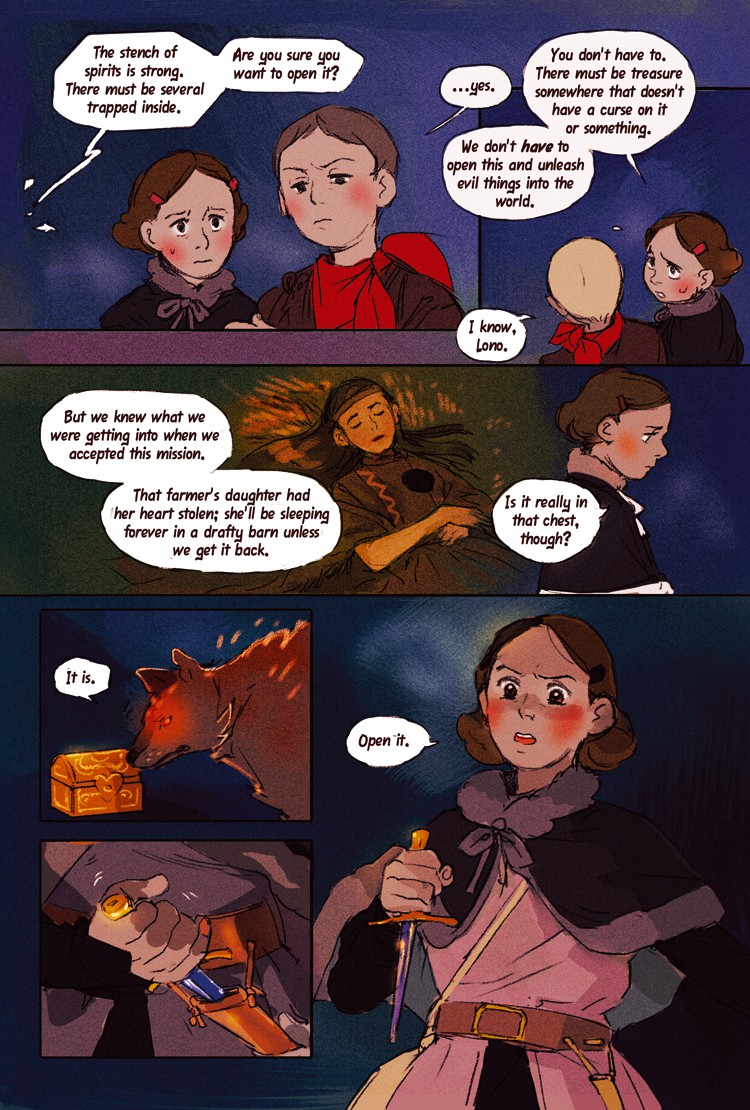 The stench of
spirits is strong.
There must be several
trapped inside.
Are you sure you
want to open it?
...yes.
You don't have to.
There must be treasure
somewhere that doesn't
have a curse on it
or something.
We don't have to
open this and unleash
evil things into the
world.
I know,
Lono.
But we knew what we
were getting into when we
accepted this mission.
That farmer's daughter had
her heart stolen; she'll be sleeping
forever in a drafty barn unless
we get it back.
Is it really in
that chest,
though?
It is.
Open it.